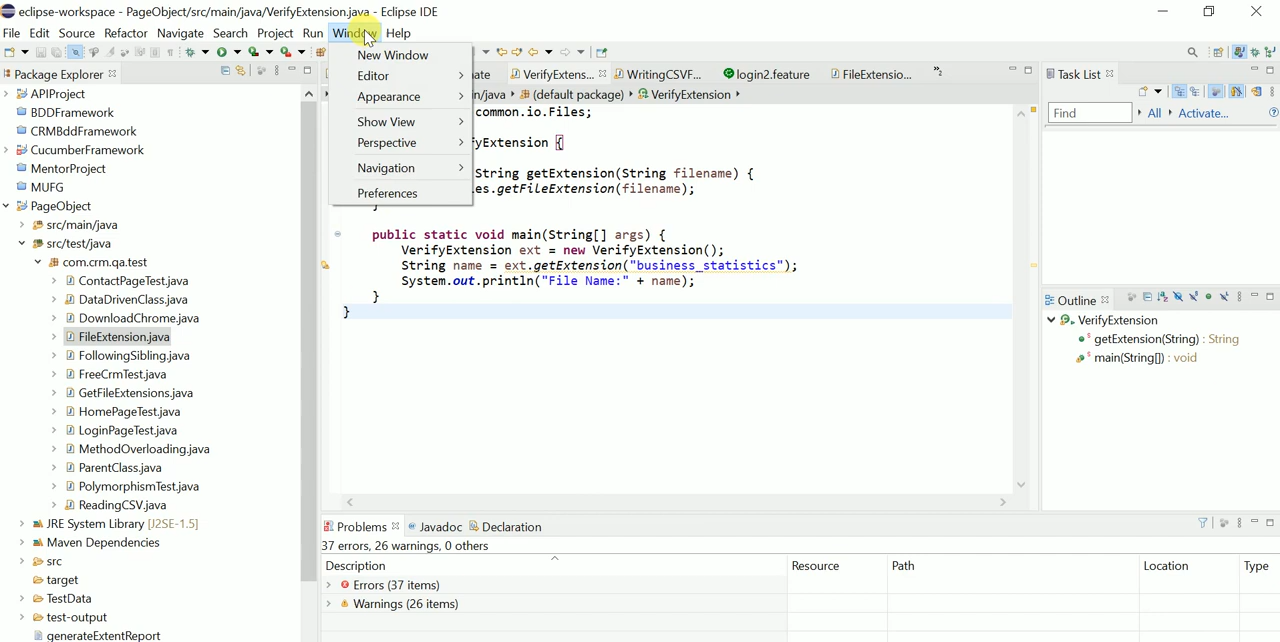 eclipse-workspace - PageObject/src/main/java/VerifyExtension.java - Eclipse IDE
File Edit Source Refactor Navigate Search Project Run Window Help
New Window
Editor
Appearance
Show View
Perspective
Navigation
Preferences
Package Explorer
APIProject
BDDFramework
CRMBddFramework
CucumberFramework
MentorProject
MUFG
PageObject
src/main/java
src/test/java
com.crm.qa.test
ContactPageTest.java
DataDrivenClass.java
DownloadChrome.java
FileExtension.java
FollowingSibling.java
FreeCrmTest.java
GetFileExtensions.java
HomePageTest.java
LoginPageTest.java
MethodOverloading.java
ParentClass.java
PolymorphismTest.java
ReadingCSV.java
JRE System Library [J2SE-1.5]
Maven Dependencies
src
target
TestData
test-output
generateExtentReport
ate VerifyExtens... WritingCSVF... login2.feature FileExtensio... »2
n/java (default package) VerifyExtension
common.io.Files;
yExtension {
String getExtension(String filename) {
es.getFileExtension(filename);
}
public static void main(String[] args) {
VerifyExtension ext = new VerifyExtension();
String name = ext.getExtension("business_statistics");
System.out.println("File Name:" + name);
}
}
Task List
Find All Activate...
Outline
VerifyExtension
getExtension(String) : String
main(String[]) : void
Problems Javadoc Declaration
37 errors, 26 warnings, 0 others
Description Resource Path Location Type
Errors (37 items)
Warnings (26 items)